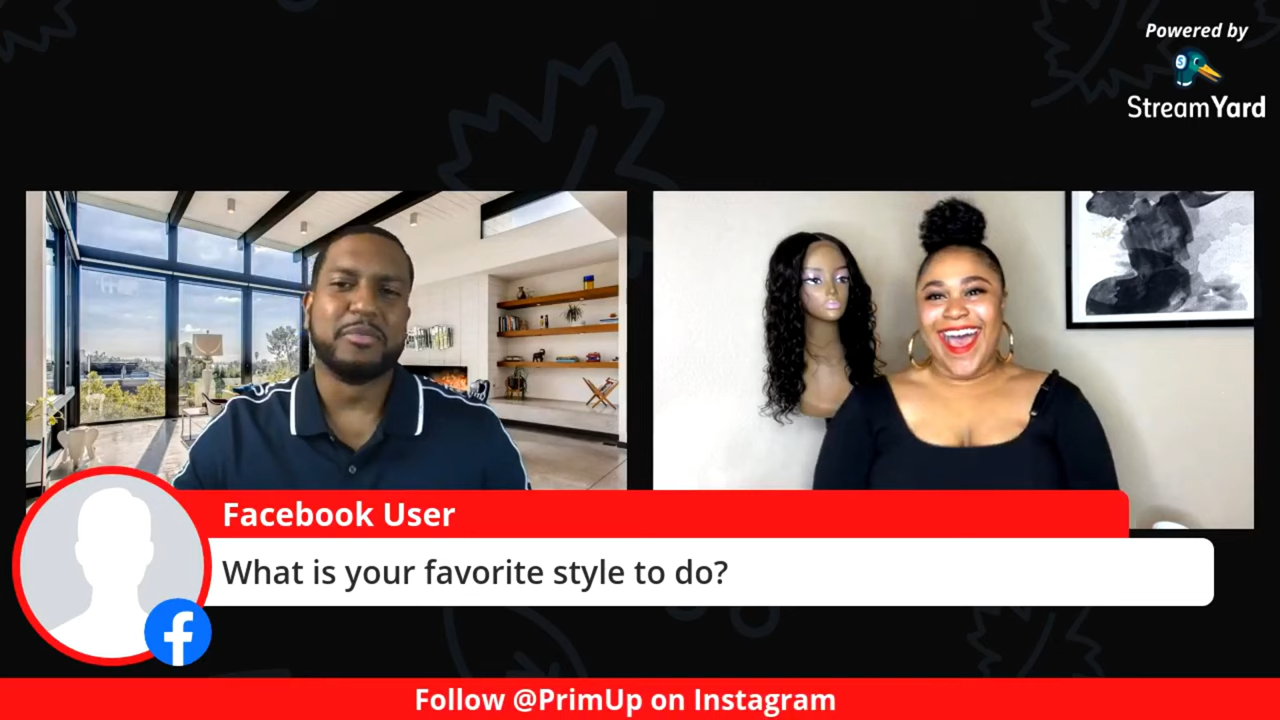 Powered by
StreamYard
Facebook User
What is your favorite style to do?
Follow @PrimUp on Instagram